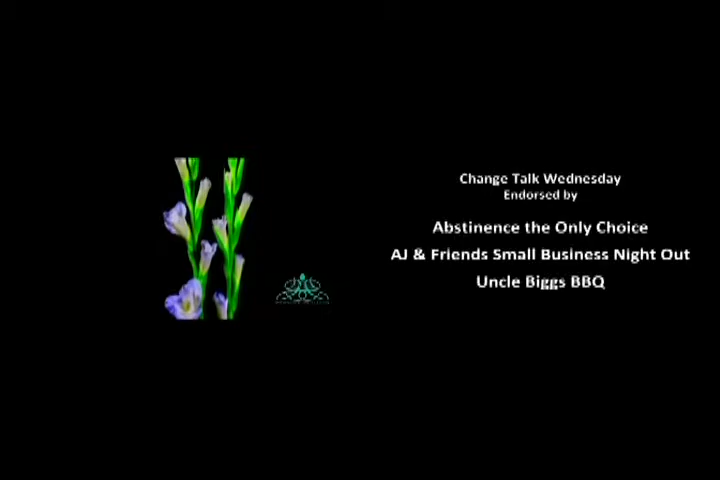 Change Talk Wednesday
Endorsed by
Abstinence the Only Choice
AJ & Friends Small Business Night Out
Uncle Biggs BBQ